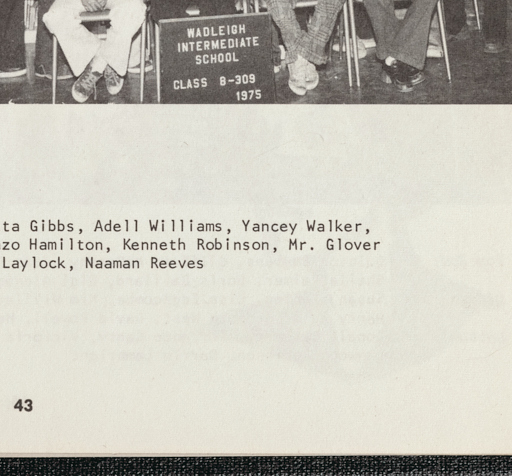 WADLEIGH
INTERMEDIATE
SCHOOL
CLASS 8-309
1975
ta Gibbs, Adell Williams, Yancey Walker,
zo Hamilton, Kenneth Robinson, Mr. Glover
Laylock, Naaman Reeves
43